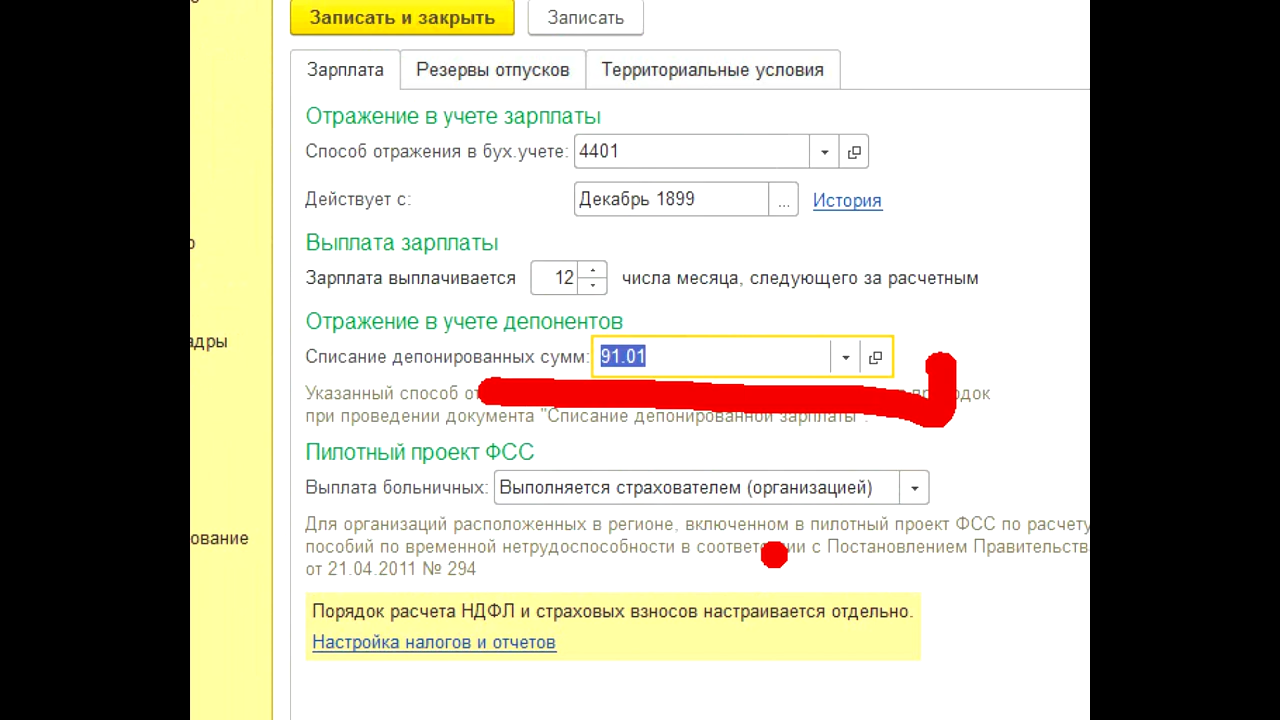 Записать и закрыть
Записать
Зарплата
Резервы отпусков
Территориальные условия
Отражение в учете зарплаты
Способ отражения в бух.учете: 4401
Действует с: Декабрь 1899 ... История
Выплата зарплаты
Зарплата выплачивается 12 числа месяца, следующего за расчетным
Отражение в учете депонентов
Списание депонированных сумм: 91.01
Указанный способ
при проведении документа "Списание депонированной зарплаты".
Пилотный проект ФСС
Выплата больничных: Выполняется страхователем (организацией)
Для организаций расположенных в регионе, включенном в пилотный проект ФСС по расчету
пособий по временной нетрудоспособности в с Постановлением Правительств
от 21.04.2011 № 294
Порядок расчета НДФЛ и страховых взносов настраивается отдельно.
Настройка налогов и отчетов
адры
ование